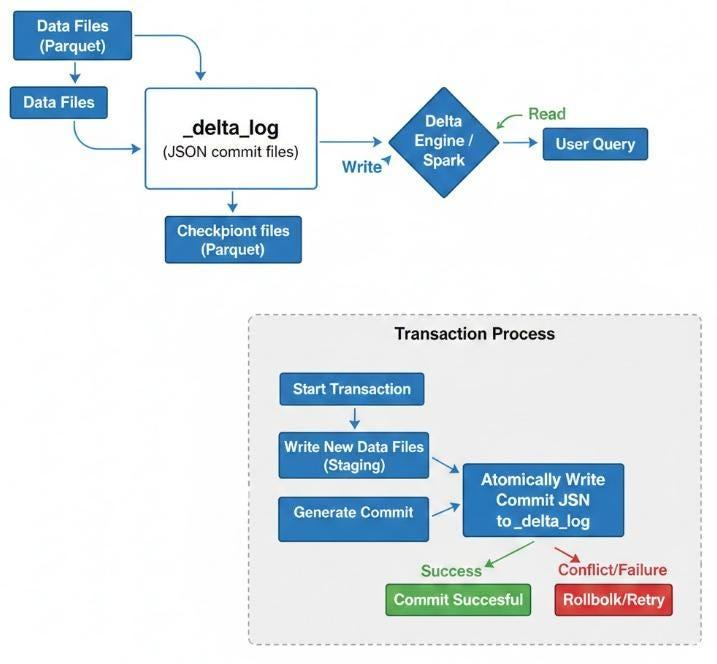 Data Files
(Parquet)
Data Files
_delta_log
(JSON commit files)
Write
Delta
Engine /
Spark
Read
User Query
Checkpiont files
(Parquet)
Transaction Process
Start Transaction
Write New Data Files
(Staging)
Generate Commit
Atomically Write
Commit JSN
to _delta_log
Success
Conflict/Failure
Commit Succesful
Rollbolk/Retry